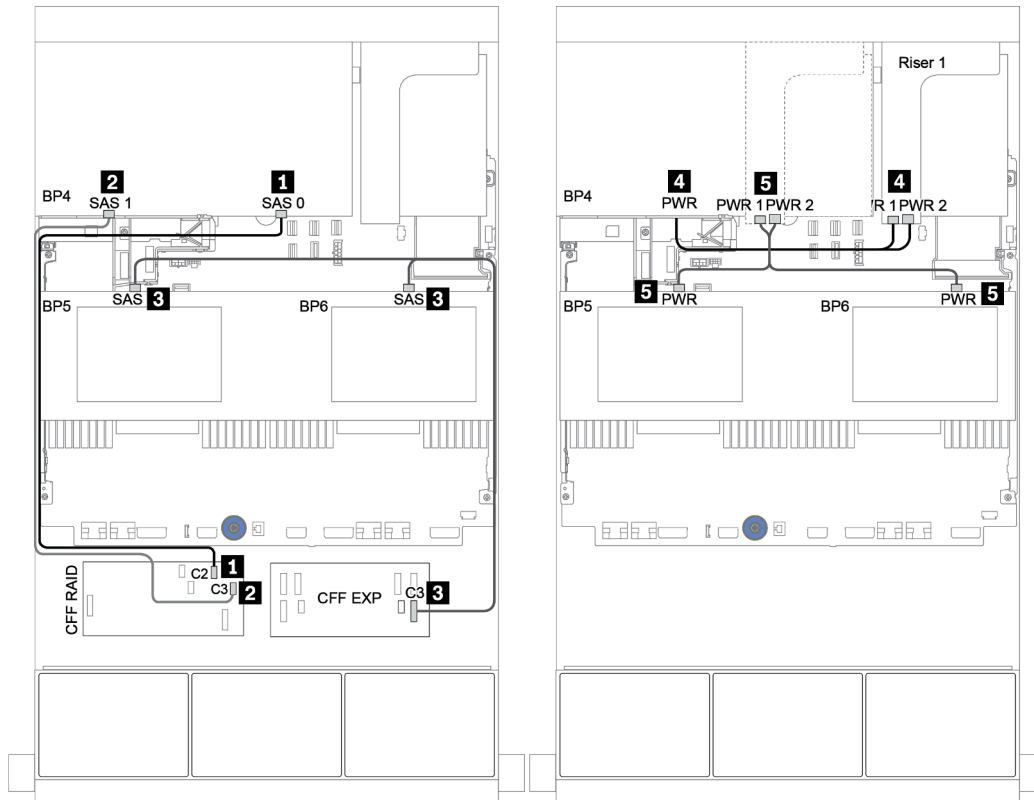 2
1
BP4
SAS 1
SAS 0
SAS 3
SAS 3
BP5
BP6
CFF RAID
C2 1
C3 2
CFF EXP
C3 3
Riser 1
4
5
4
BP4
PWR
PWR 1 PWR 2
R 1 PWR 2
5 PWR
PWR 5
BP5
BP6